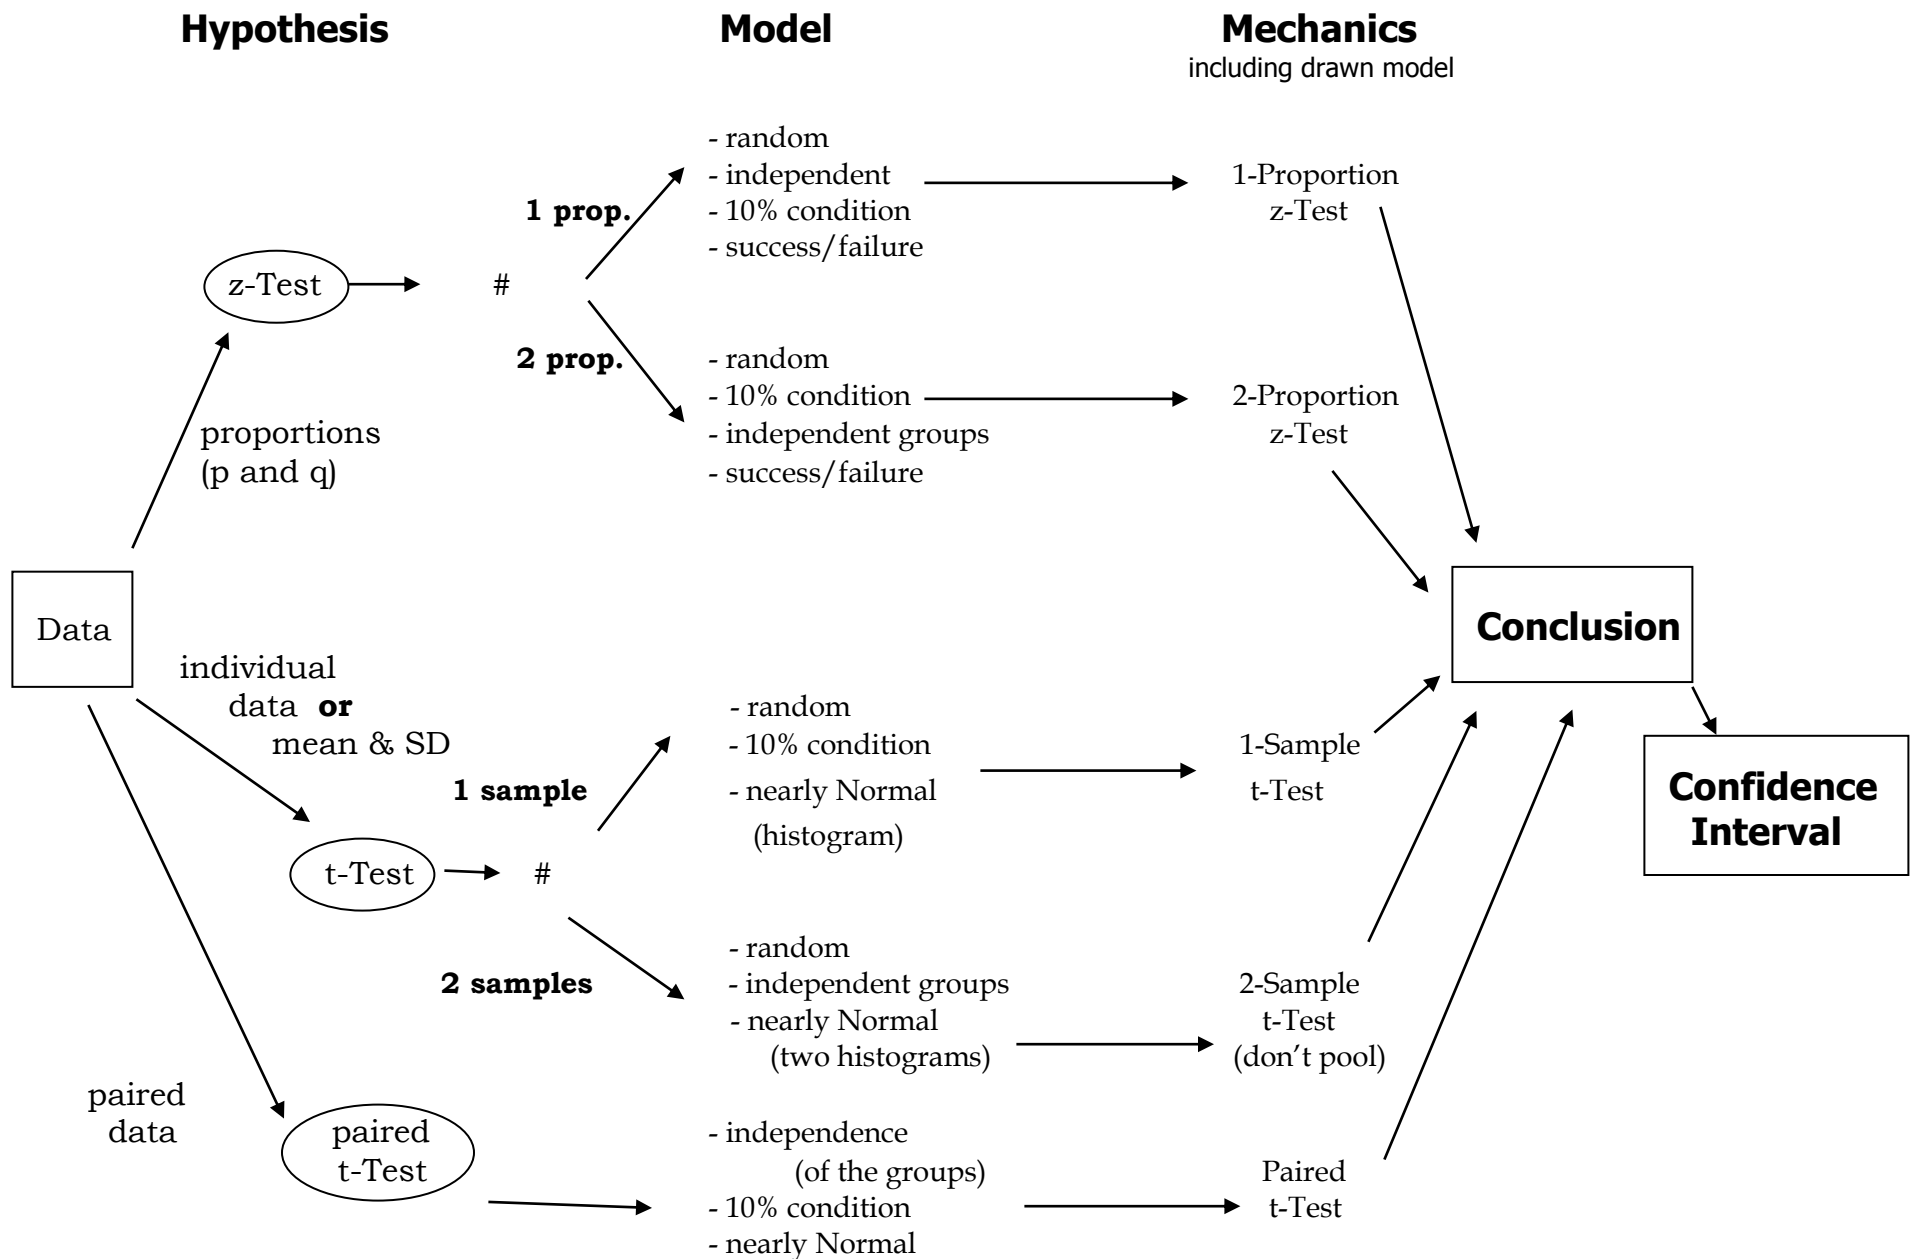 Hypothesis
Model
Mechanics
including drawn model
- random
- independent
- 10% condition
- success/failure
1 prop.
1-Proportion
z-Test
z-Test
#
2 prop.
- random
- 10% condition
- independent groups
- success/failure
2-Proportion
z-Test
proportions
(p and q)
Data
Conclusion
individual
data or
mean & SD
1 sample
- random
- 10% condition
- nearly Normal
(histogram)
1-Sample
t-Test
Confidence
Interval
t-Test
#
2 samples
- random
- independent groups
- nearly Normal
(two histograms)
2-Sample
t-Test
(don’t pool)
paired
data
paired
t-Test
- independence
(of the groups)
- 10% condition
- nearly Normal
Paired
t-Test